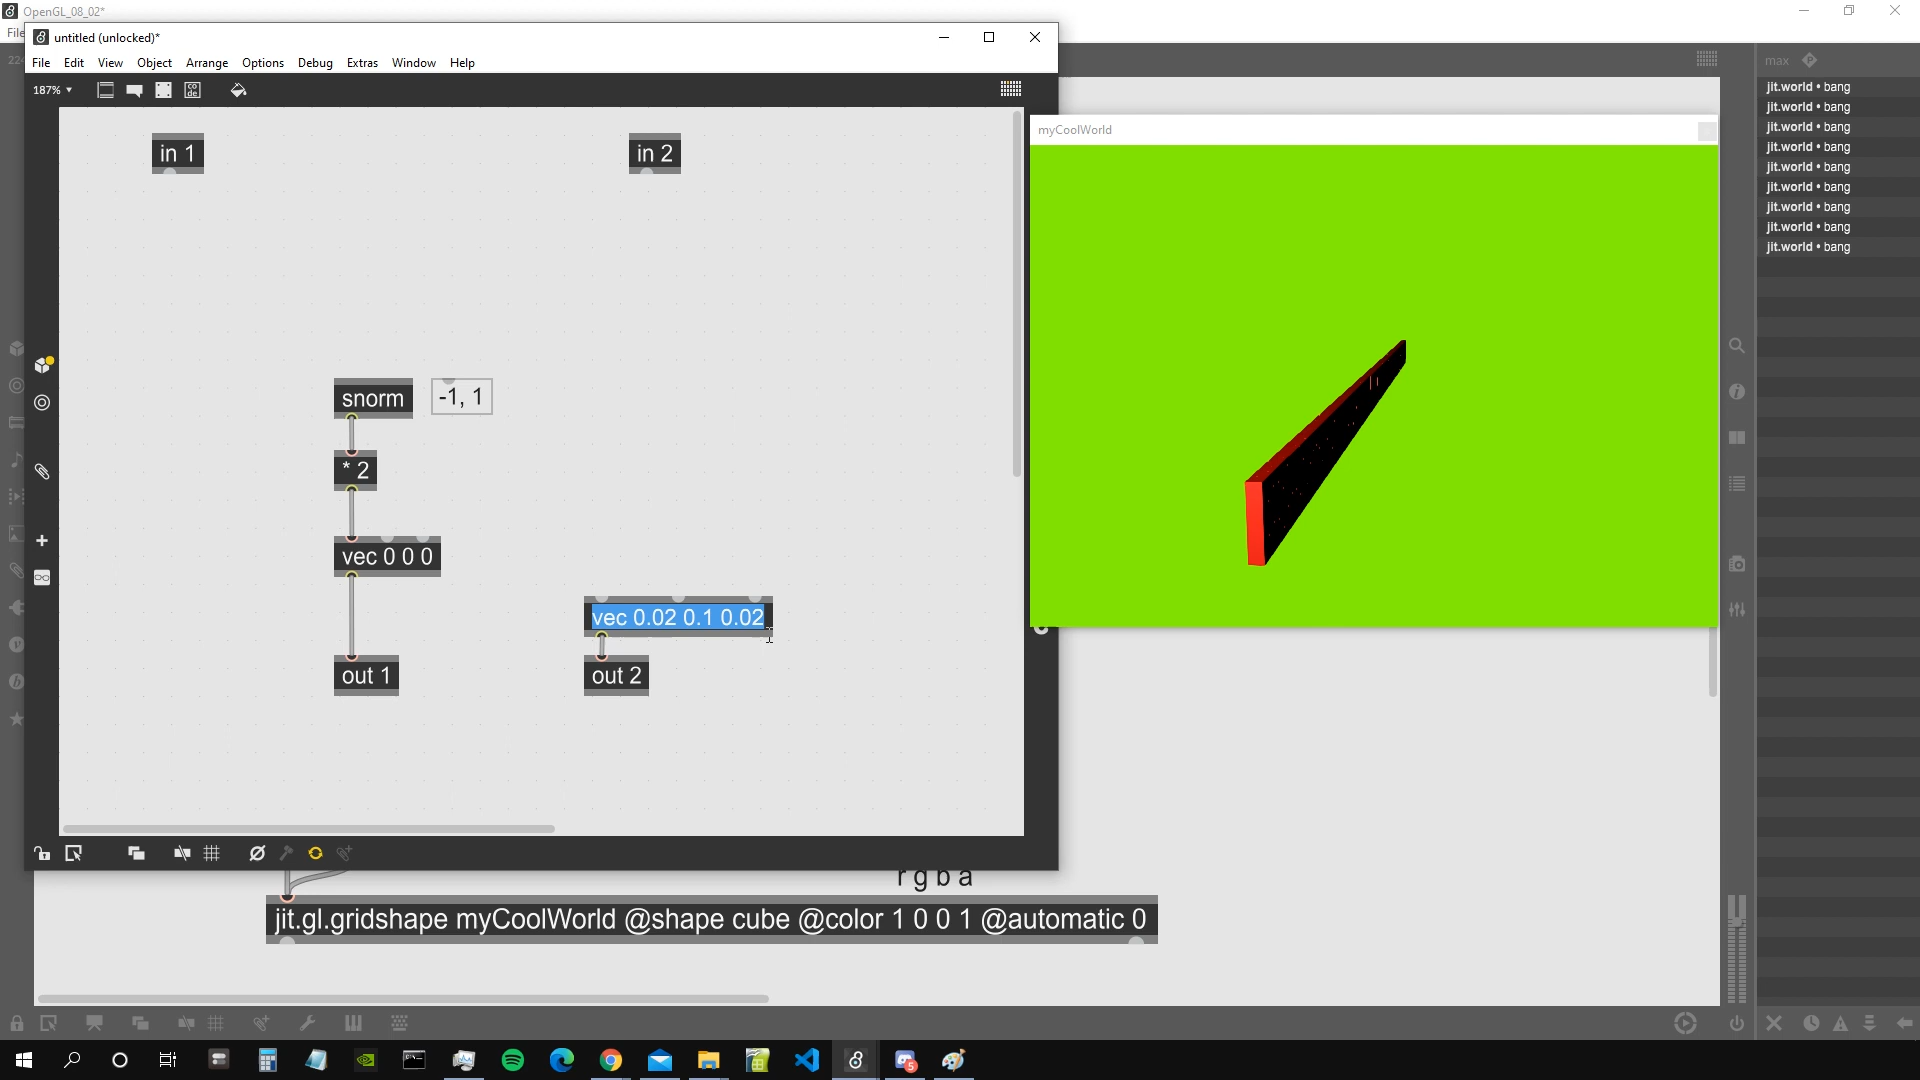 OpenGL_08_02*
File
untitled (unlocked)*
File Edit View Object Arrange Options Debug Extras Window Help
187%
co
de
max
jit.world • bang
jit.world • bang
jit.world • bang
jit.world • bang
jit.world • bang
jit.world • bang
jit.world • bang
jit.world • bang
jit.world • bang
myCoolWorld
in 1
in 2
snorm
-1, 1
* 2
vec 0 0 0
vec 0.02 0.1 0.02
out 1
out 2
r g b a
jit.gl.gridshape myCoolWorld @shape cube @color 1 0 0 1 @automatic 0
5